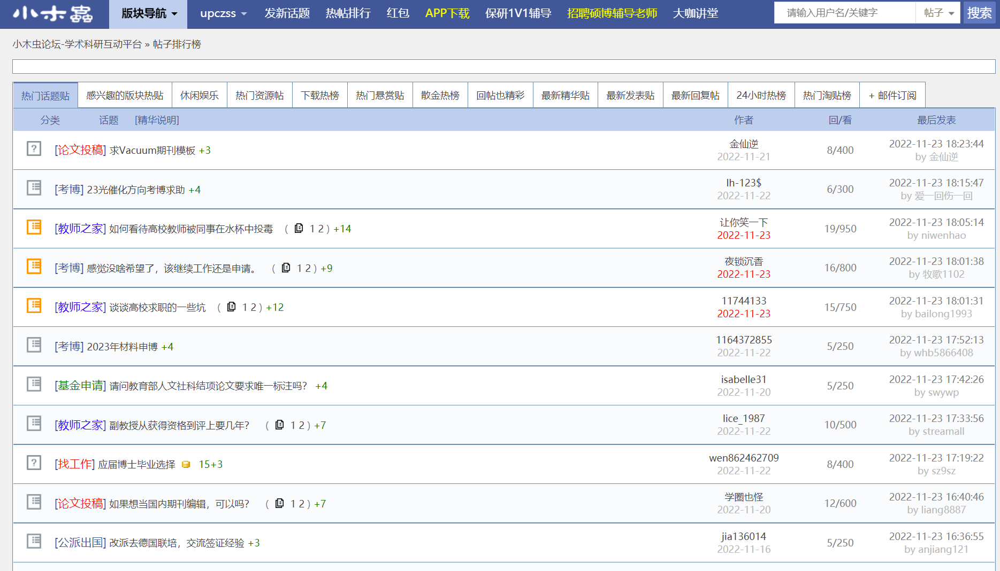 小木蟲 版块导航 upczss 发新话题 热帖排行 红包 APP下载 保研1V1辅导 招聘硕博辅导老师 大咖讲堂 请输入用户名/关键字 帖子 搜索
小木虫论坛-学术科研互动平台 » 帖子排行榜
热门话题贴 感兴趣的版块热贴 休闲娱乐 热门资源帖 下载热榜 热门悬赏贴 散金热榜 回帖也精彩 最新精华贴 最新发表贴 最新回复帖 24小时热榜 热门淘贴榜 + 邮件订阅
分类 话题 [精华说明] 作者 回/看 最后发表
[论文投稿] 求Vacuum期刊模板 +3 金仙逆 8/400 2022-11-23 18:23:44
2022-11-21 by 金仙逆
[考博] 23光催化方向考博求助 +4 lh-123$ 6/300 2022-11-23 18:15:47
2022-11-22 by 爱一回伤一回
[教师之家] 如何看待高校教师被同事在水杯中投毒 ( 1 2 ) +14 让你笑一下 19/950 2022-11-23 18:05:14
2022-11-23 by niwenhao
[考博] 感觉没啥希望了，该继续工作还是申请。 ( 1 2 ) +9 夜锁沉香 16/800 2022-11-23 18:01:38
2022-11-23 by 牧歌1102
[教师之家] 谈谈高校求职的一些坑 ( 1 2 ) +12 11744133 15/750 2022-11-23 18:01:31
2022-11-23 by bailong1993
[考博] 2023年材料申博 +4 1164372855 5/250 2022-11-23 17:52:13
2022-11-22 by whb5866408
[基金申请] 请问教育部人文社科结项论文要求唯一标注吗？ +4 isabelle31 5/250 2022-11-23 17:42:26
2022-11-20 by swywp
[教师之家] 副教授从获得资格到评上要几年？ ( 1 2 ) +7 lice_1987 10/500 2022-11-23 17:33:56
2022-11-22 by streamall
[找工作] 应届博士毕业选择 15+3 wen862462709 8/400 2022-11-23 17:19:22
2022-11-22 by sz9sz
[论文投稿] 如果想当国内期刊编辑，可以吗？ ( 1 2 ) +7 学圈也怪 12/600 2022-11-23 16:40:46
2022-11-20 by liang8887
[公派出国] 改派去德国联培，交流签证经验 +3 jia136014 5/250 2022-11-23 16:36:55
2022-11-16 by anjiang121